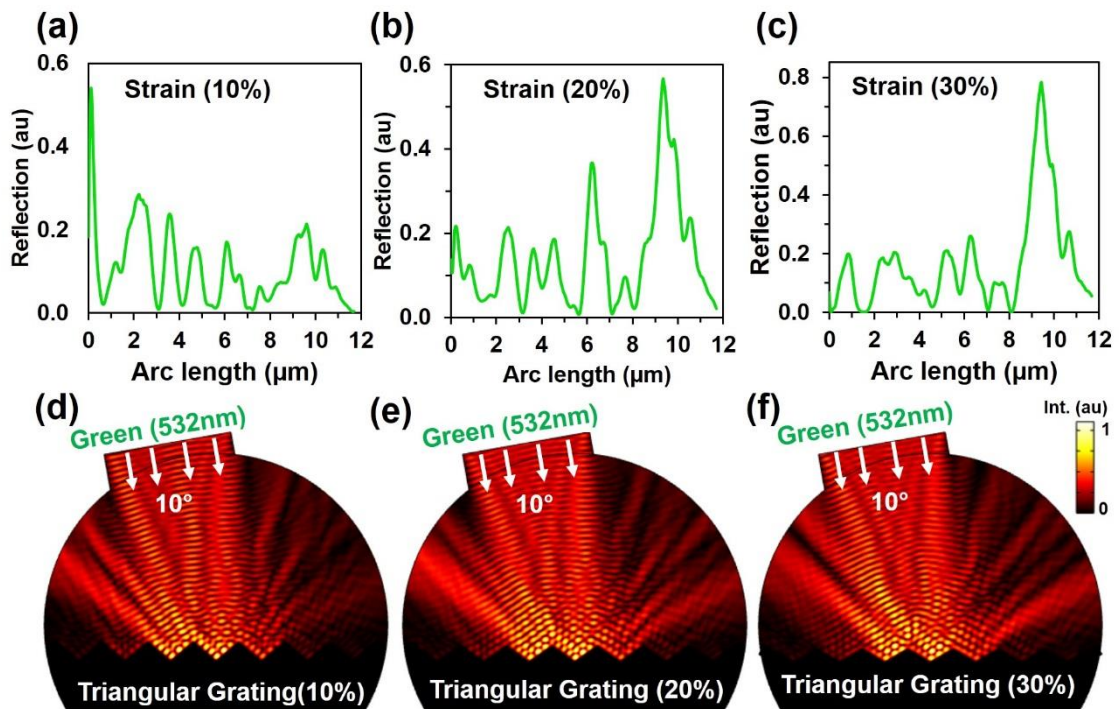 (a)
Strain (10%)
Reflection (au)
0.6
0.4
0.2
0.0
0 2 4 6 8 10 12
Arc length (µm)
(b)
Strain (20%)
Reflection (au)
0.6
0.4
0.2
0.0
0 2 4 6 8 10 12
Arc length (µm)
(c)
Strain (30%)
Reflection (au)
0.8
0.6
0.4
0.2
0.0
0 2 4 6 8 10 12
Arc length (µm)
(d)
Green (532nm)
10°
Triangular Grating(10%)
(e)
Green (532nm)
10°
Triangular Grating (20%)
(f)
Green (532nm)
10°
Triangular Grating (30%)
Int. (au)
1
0